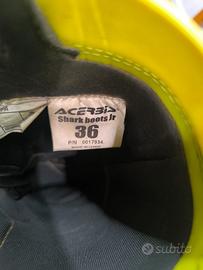 ACERBIS
Shark boots jr
36
P/N 0017934
subito